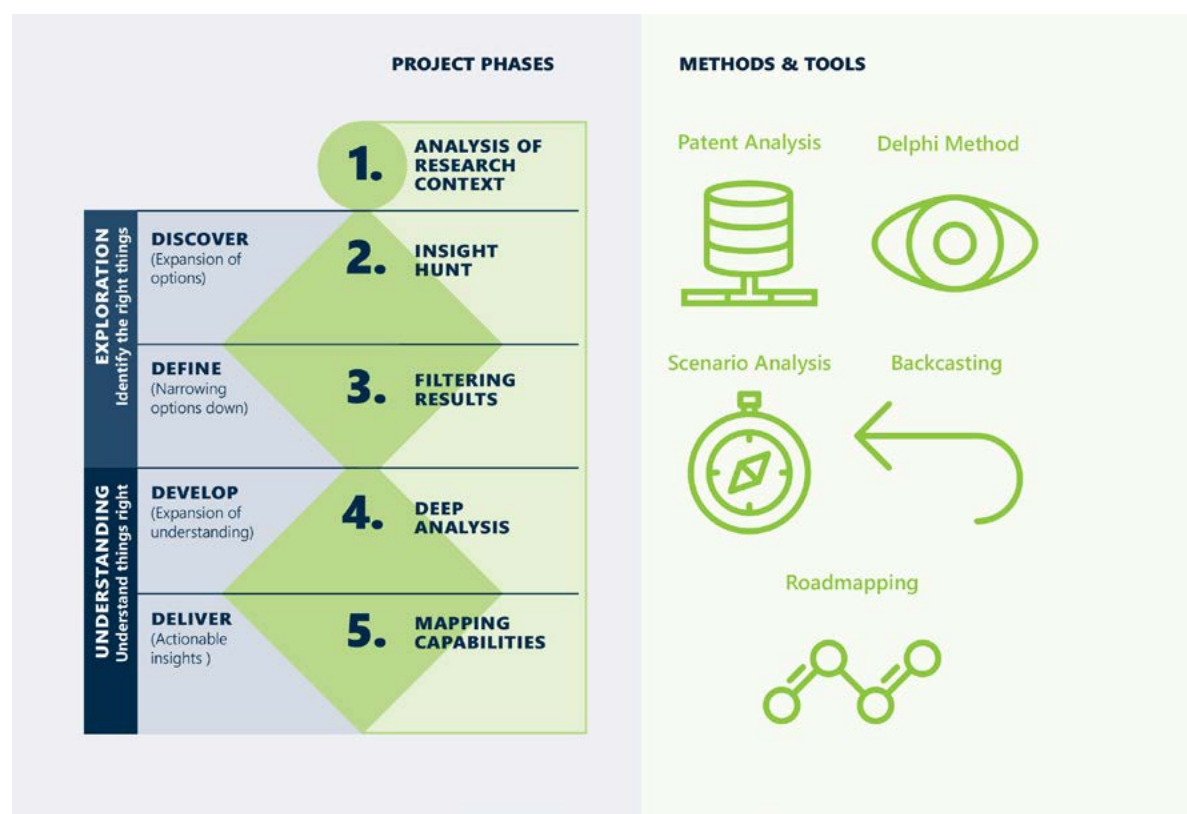 PROJECT PHASES
1.
ANALYSIS OF
RESEARCH
CONTEXT
EXPLORATION
Identify the right things
DISCOVER
(Expansion of
options)
2.
INSIGHT
HUNT
DEFINE
(Narrowing
options down)
3.
FILTERING
RESULTS
UNDERSTANDING
Understand things right
DEVELOP
(Expansion of
understanding)
4.
DEEP
ANALYSIS
DELIVER
(Actionable
insights )
5.
MAPPING
CAPABILITIES
METHODS & TOOLS
Patent Analysis
Delphi Method
Scenario Analysis
Backcasting
Roadmapping